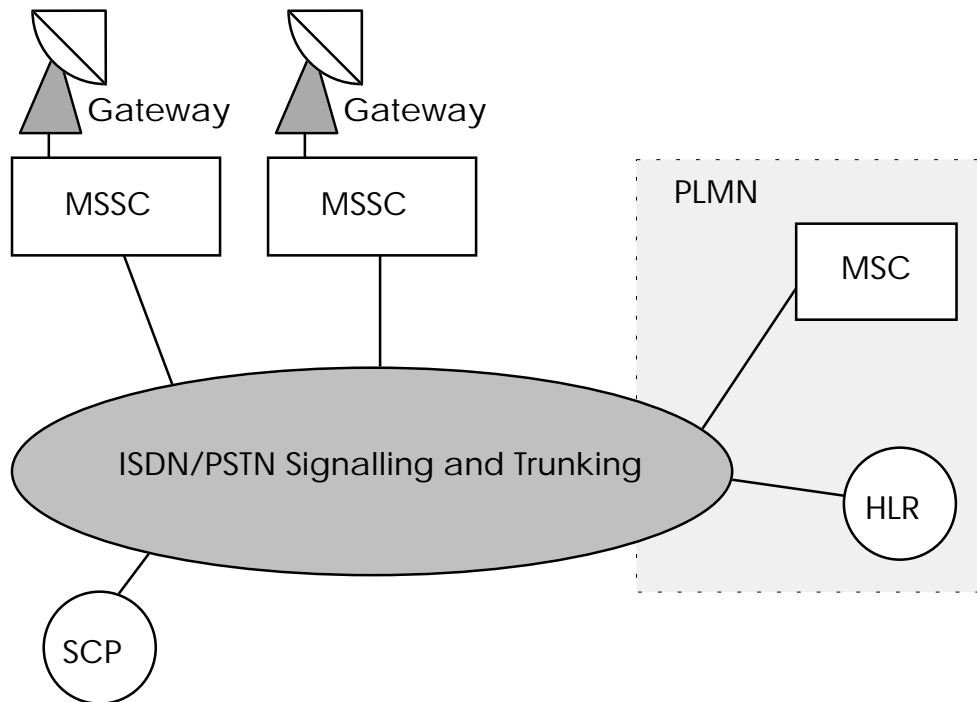 Gateway
Gateway
MSSC
MSSC
PLMN
MSC
ISDN/PSTN Signalling and Trunking
HLR
SCP